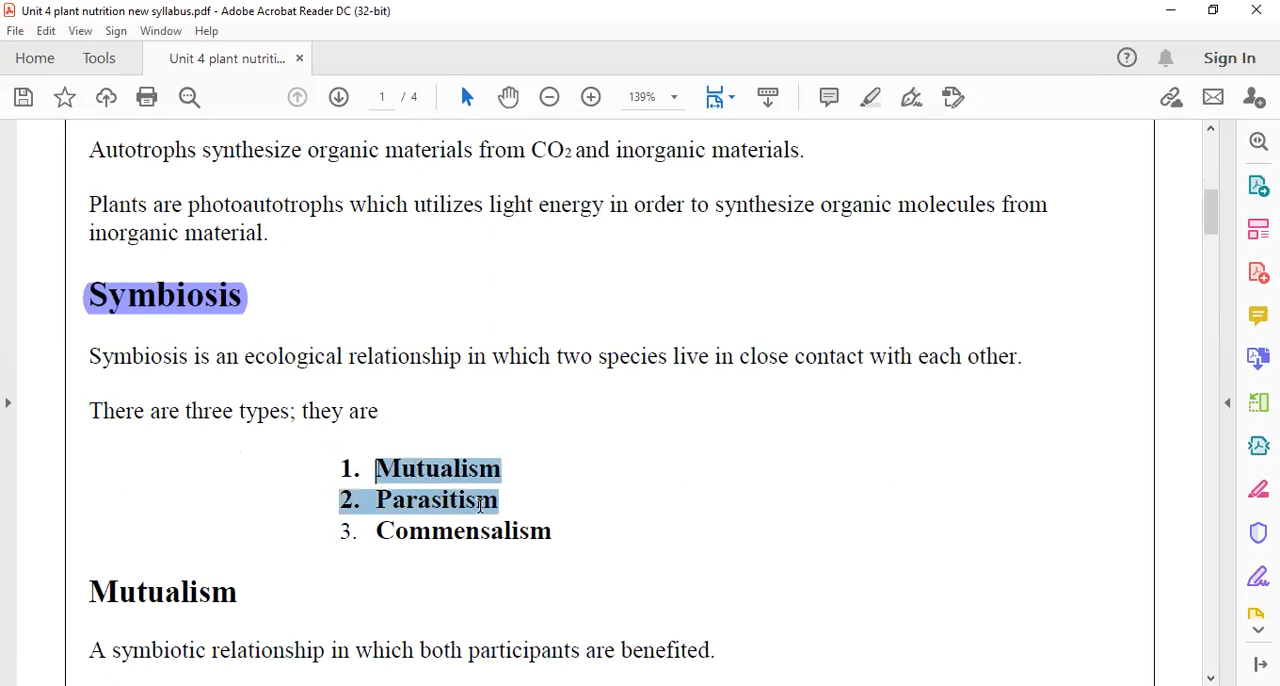 Unit 4 plant nutrition new syllabus.pdf - Adobe Acrobat Reader DC (32-bit)
File Edit View Sign Window Help
Home Tools Unit 4 plant nutriti... × Sign In
1 / 4 139%
Autotrophs synthesize organic materials from CO₂ and inorganic materials.
Plants are photoautotrophs which utilizes light energy in order to synthesize organic molecules from
inorganic material.
Symbiosis
Symbiosis is an ecological relationship in which two species live in close contact with each other.
There are three types; they are
1. Mutualism
2. Parasitism
3. Commensalism
Mutualism
A symbiotic relationship in which both participants are benefited.